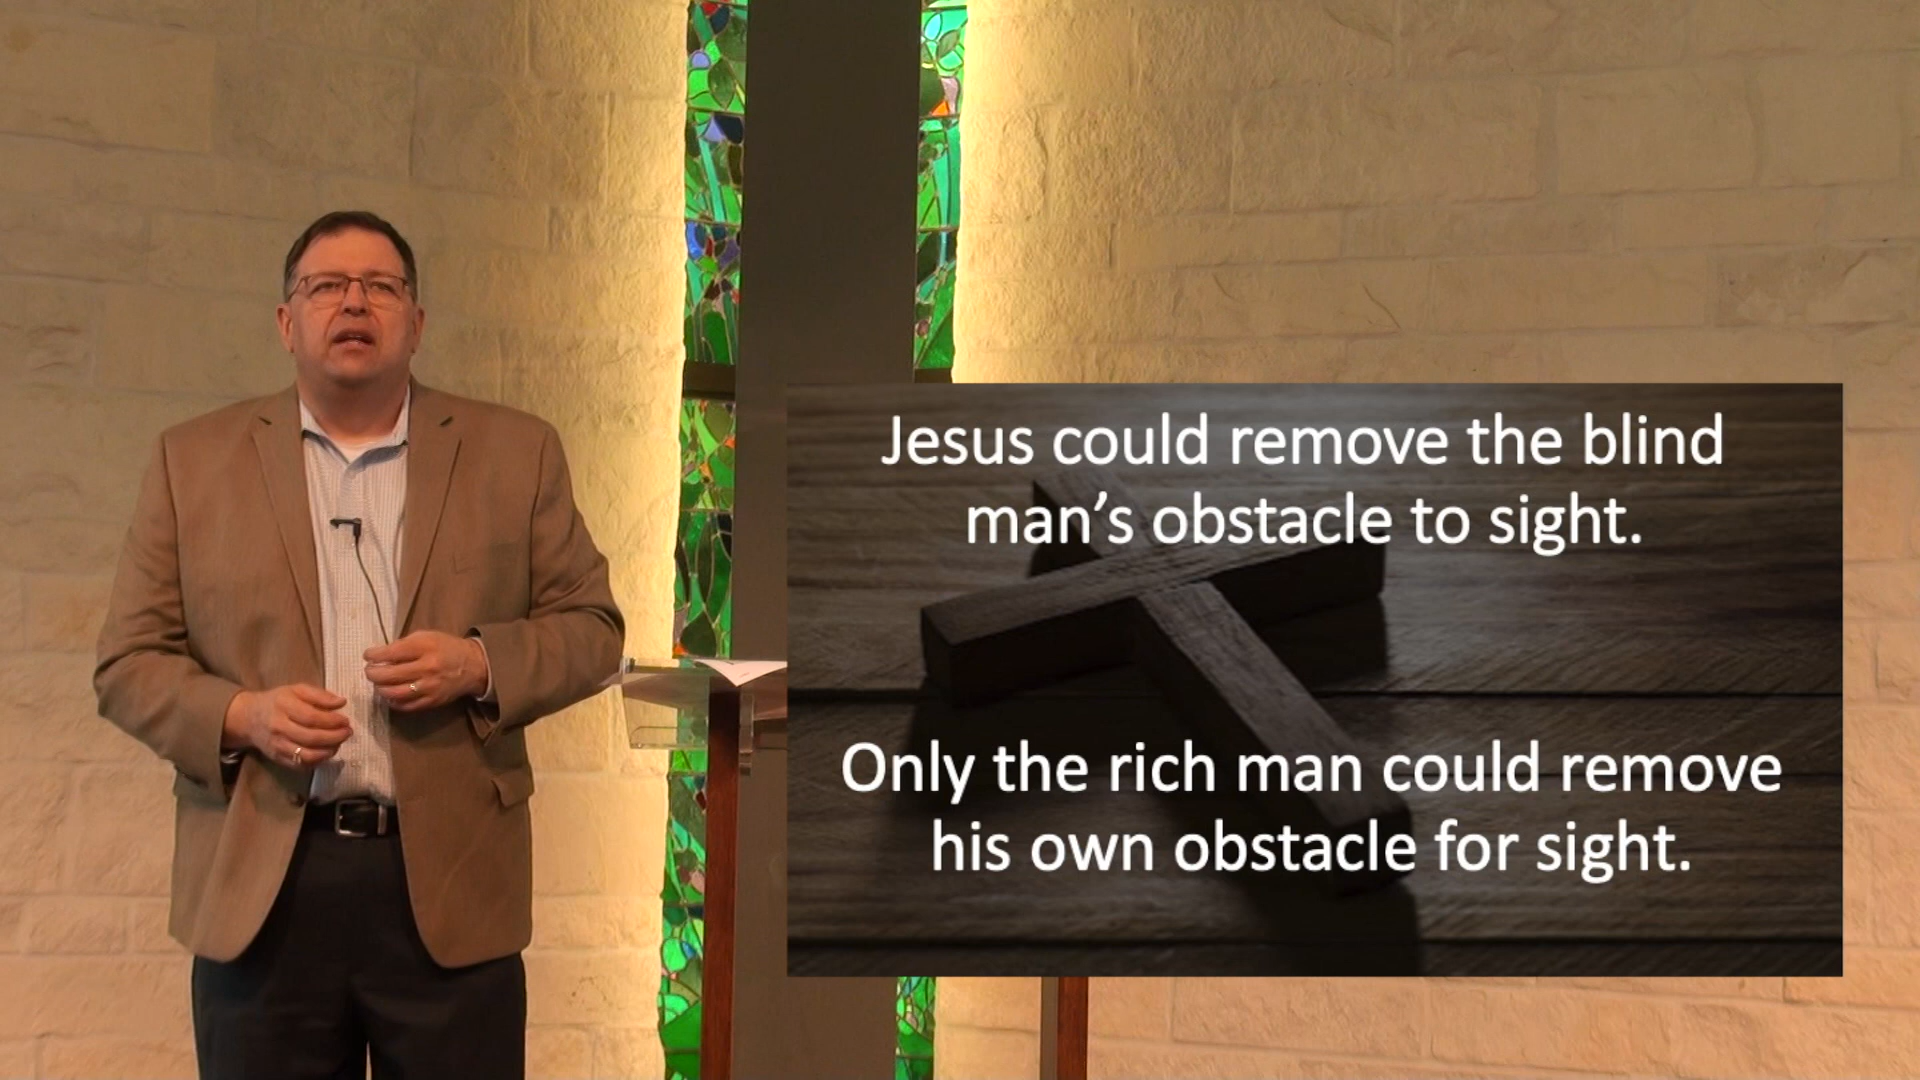 Jesus could remove the blind
man’s obstacle to sight.
Only the rich man could remove
his own obstacle for sight.